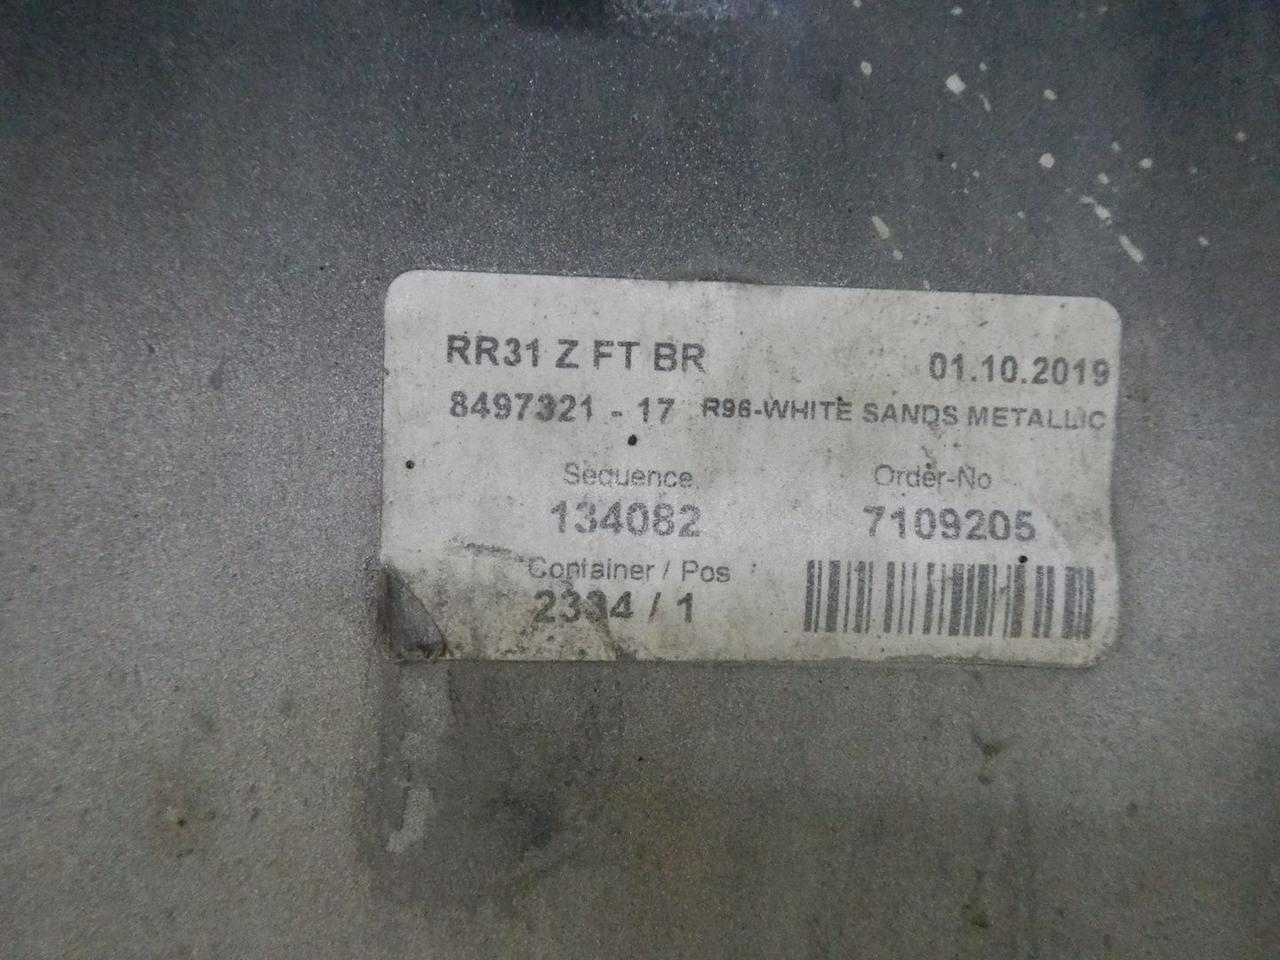 RR31 Z FT BR 01.10.2019
8497321 - 17 R96-WHITE SANDS METALLIC
Sequence Order-No
134082 7109205
Container / Pos
2334 / 1